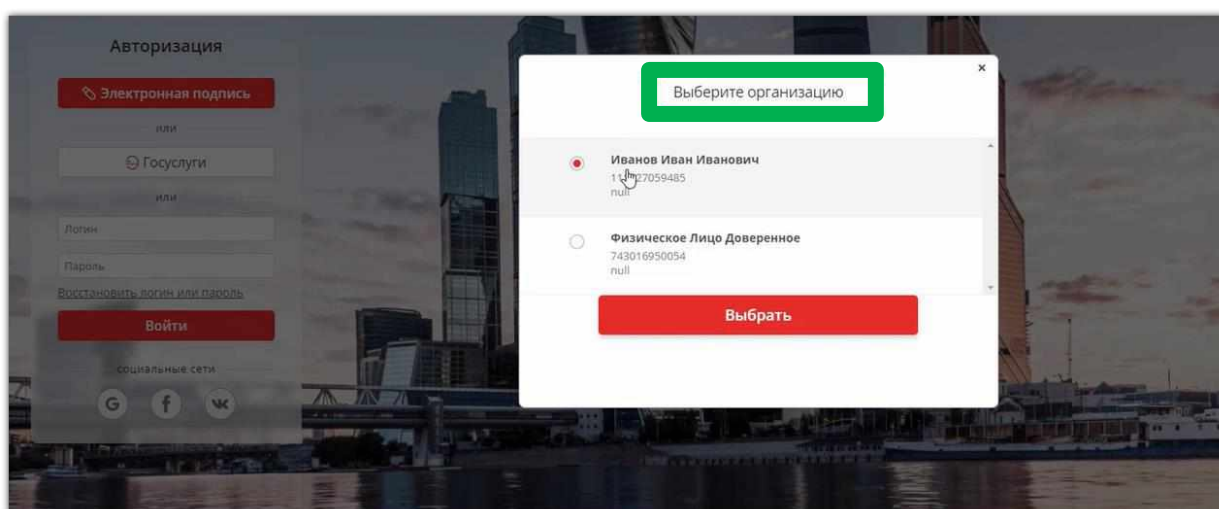 Авторизация
Электронная подпись
или
Госуслуги
или
Логин
Пароль
Восстановить логин или пароль
Войти
социальные сети
G f
Выберите организацию
×
Иванов Иван Иванович
null
Физическое Лицо Доверенное
743016950054
null
Выбрать